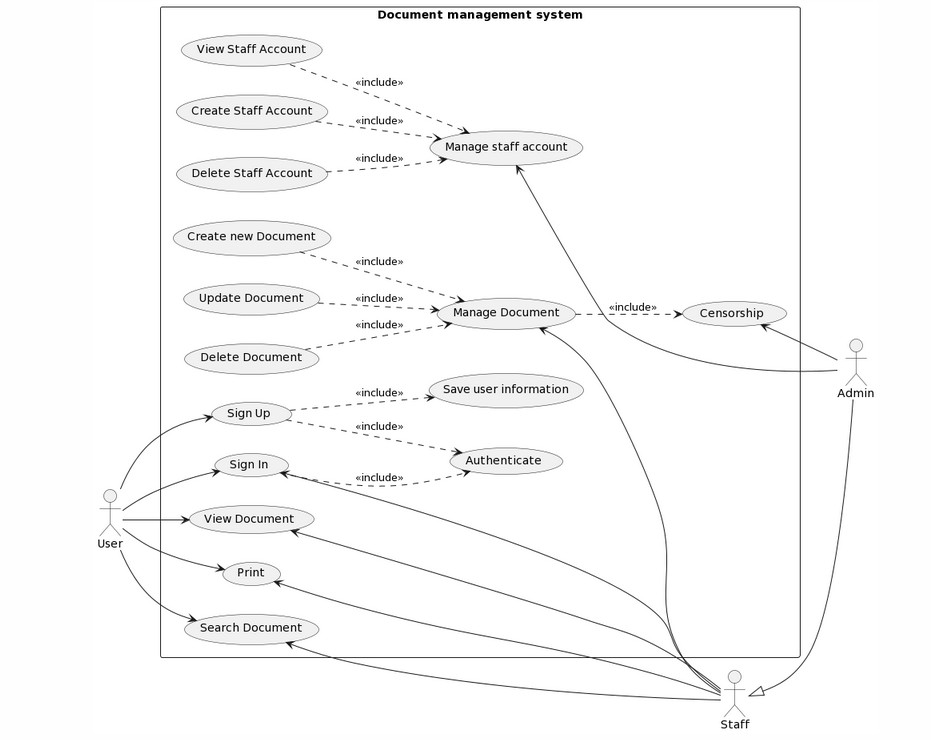 Document management system
View Staff Account
«include»
Create Staff Account
«include»
Manage staff account
Delete Staff Account
«include»
Create new Document
«include»
Update Document
«include»
Manage Document
«include»
Censorship
Delete Document
«include»
Admin
Save user information
Sign Up
«include»
«include»
Authenticate
Sign In
«include»
View Document
User
Print
Search Document
Staff